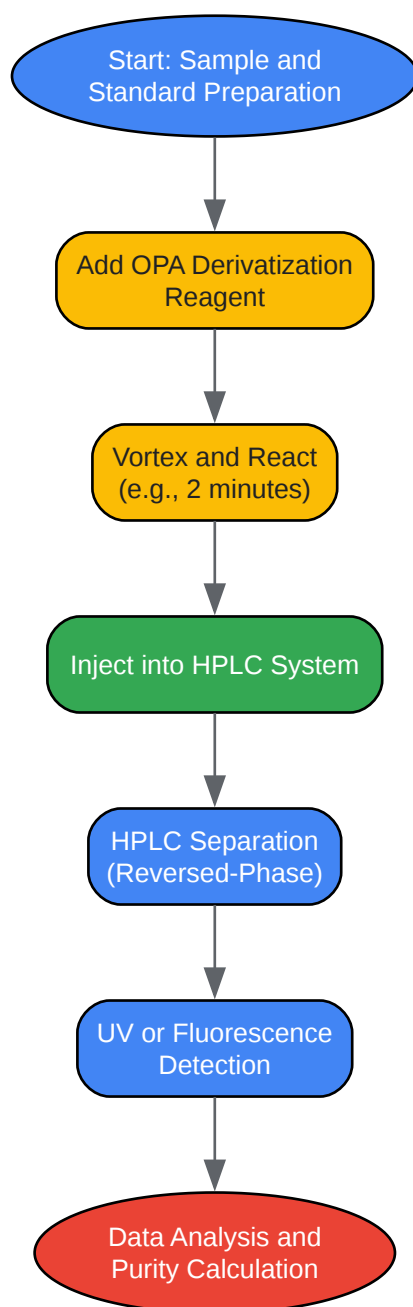 Start: Sample and
Standard Preparation
Add OPA Derivatization
Reagent
Vortex and React
(e.g., 2 minutes)
Inject into HPLC System
HPLC Separation
(Reversed-Phase)
UV or Fluorescence
Detection
Data Analysis and
Purity Calculation